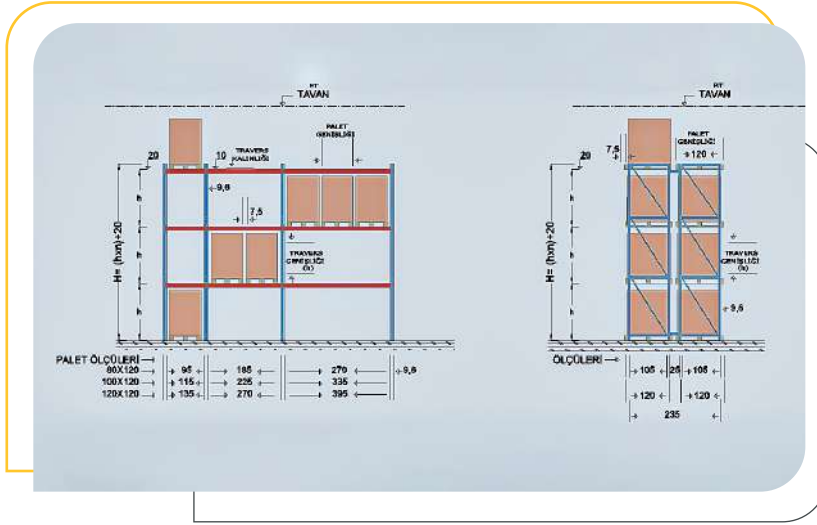 RT
TAVAN
20
10
TRAVERS
KALINLIĞI
PALET
GENİŞLİĞİ
9,6
7,5
TRAVERS
GENİŞLİĞİ
(h)
h
h
h
H= (hxn)+20
PALET ÖLÇÜLERİ
80X120 95 185 270 9,6
100X120 115 225 335
120X120 135 270 395
RT
TAVAN
7,5
20
PALET
GENİŞLİĞİ
120
h
h
h
H= (hxn)+20
TRAVERS
GENİŞLİĞİ
(h)
9,6
ÖLÇÜLERİ
105 25 105
120 120
235